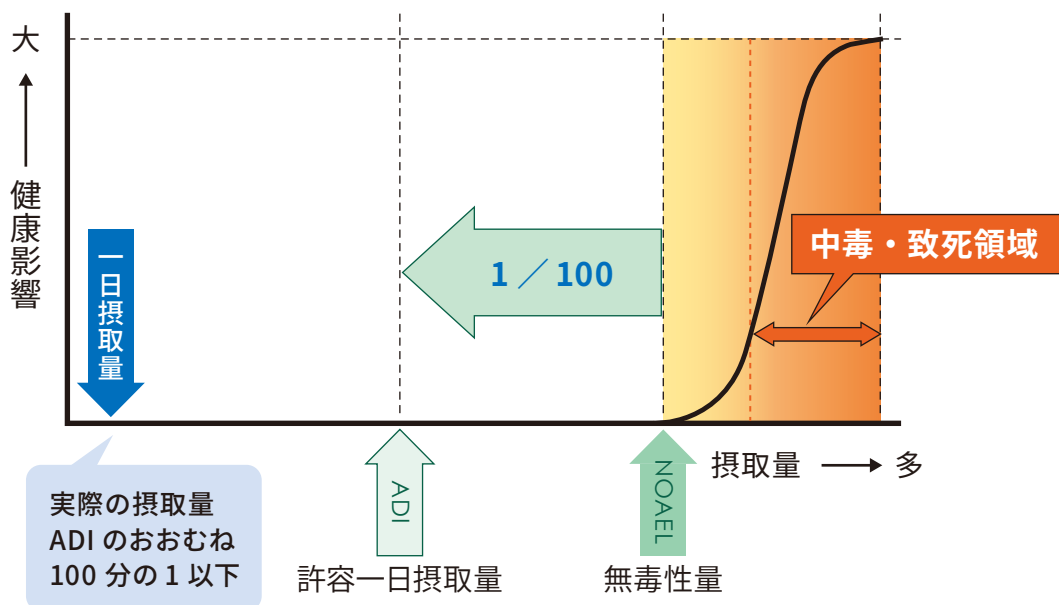 大
健康影響
一日摂取量
1／100
中毒・致死領域
摂取量
多
ADI
NOAEL
実際の摂取量
ADI のおおむね
100 分の 1 以下
許容一日摂取量
無毒性量